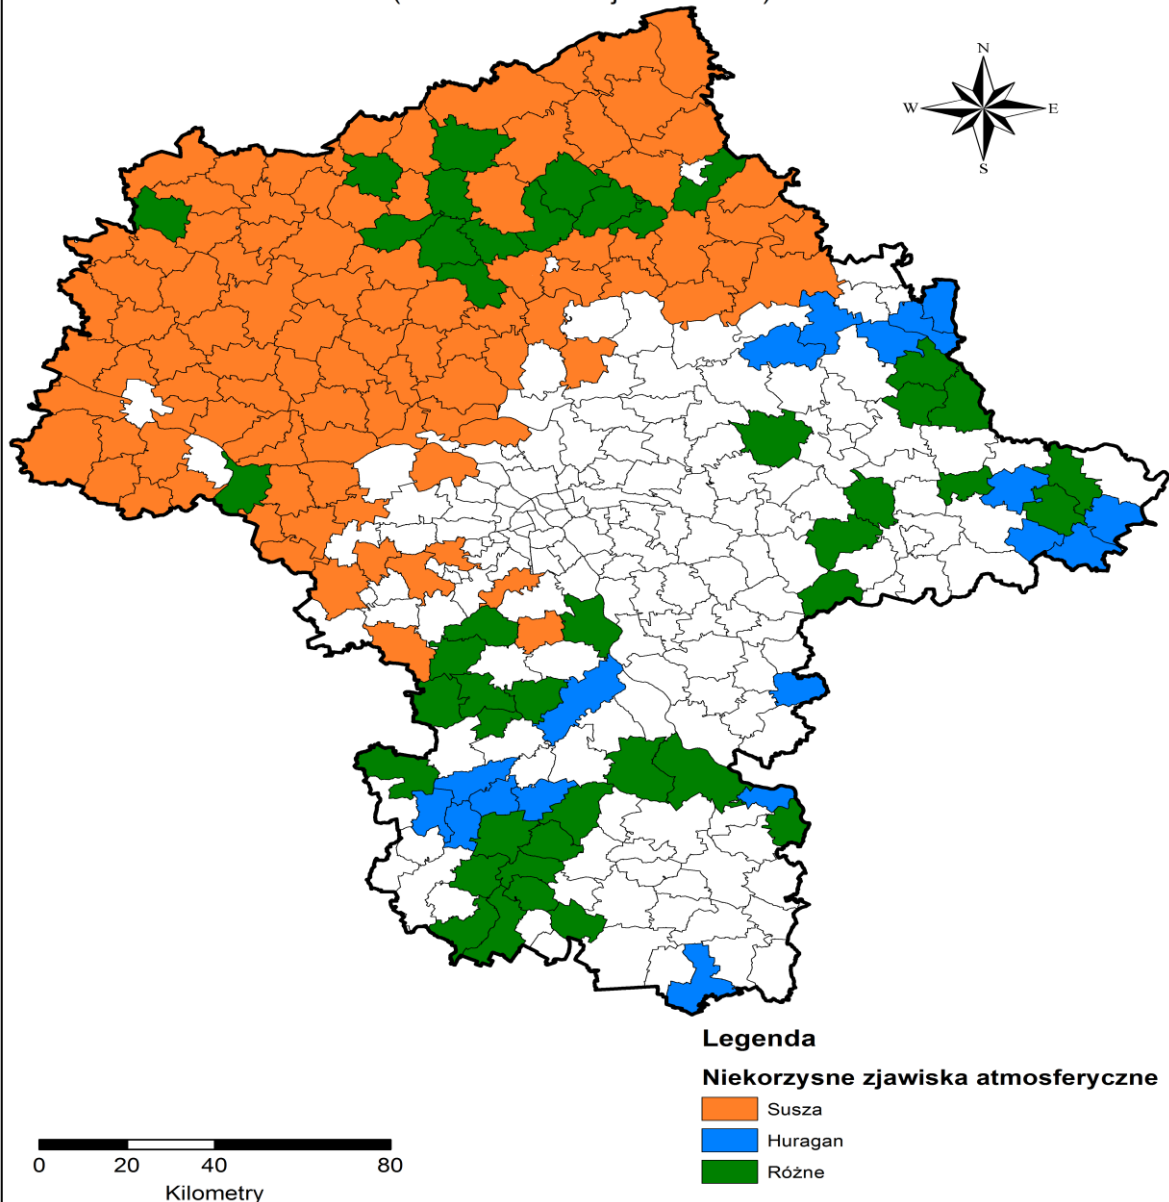 N
W E
S
Legenda
Niekorzysne zjawiska atmosferyczne
Susza
Huragan
Różne
0 20 40 80
Kilometry